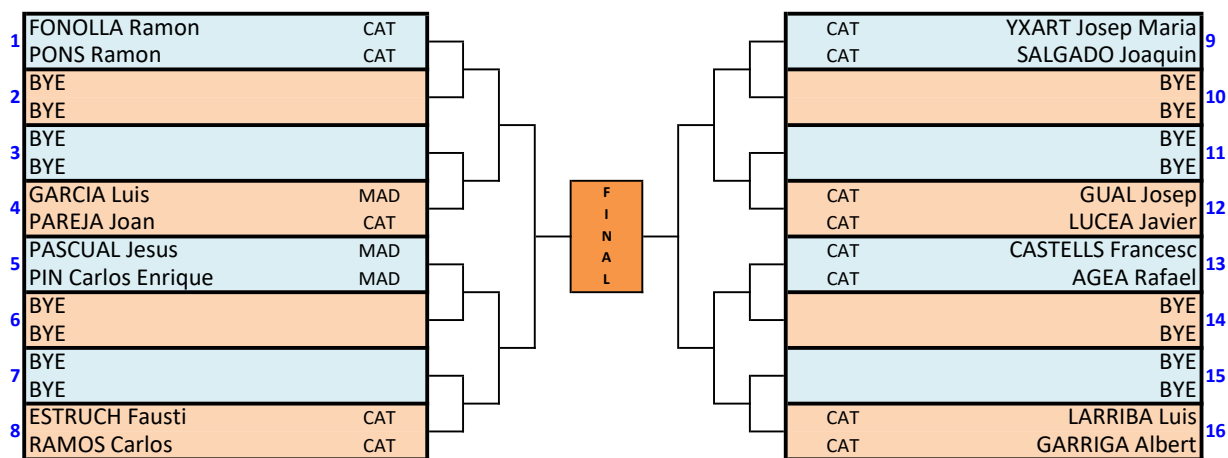 1
FONOLLA Ramon CAT
PONS Ramon CAT
2
BYE
BYE
3
BYE
BYE
4
GARCIA Luis MAD
PAREJA Joan CAT
5
PASCUAL Jesus MAD
PIN Carlos Enrique MAD
6
BYE
BYE
7
BYE
BYE
8
ESTRUCH Fausti CAT
RAMOS Carlos CAT
F
I
N
A
L
CAT YXART Josep Maria
CAT SALGADO Joaquin
9
BYE
BYE
10
BYE
BYE
11
CAT GUAL Josep
CAT LUCEA Javier
12
CAT CASTELLS Francesc
CAT AGEA Rafael
13
BYE
BYE
14
BYE
BYE
15
CAT LARRIBA Luis
CAT GARRIGA Albert
16